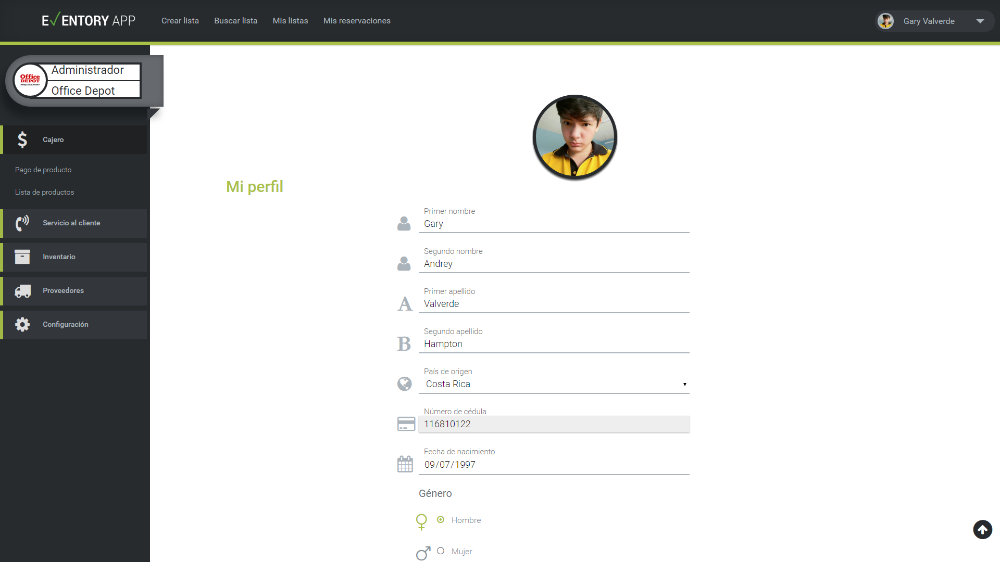 EVENTORY APP
Crear lista
Buscar lista
Mis listas
Mis reservaciones
Gary Valverde
Office
DEPOT
Administrador
Office Depot
Cajero
Pago de producto
Lista de productos
Servicio al cliente
Inventario
Proveedores
Configuración
Mi perfil
Primer nombre
Gary
Segundo nombre
Andrey
Primer apellido
A
Valverde
Segundo apellido
B
Hampton
País de origen
Costa Rica
Número de cédula
116810122
Fecha de nacimiento
09/07/1997
Género
Hombre
Mujer